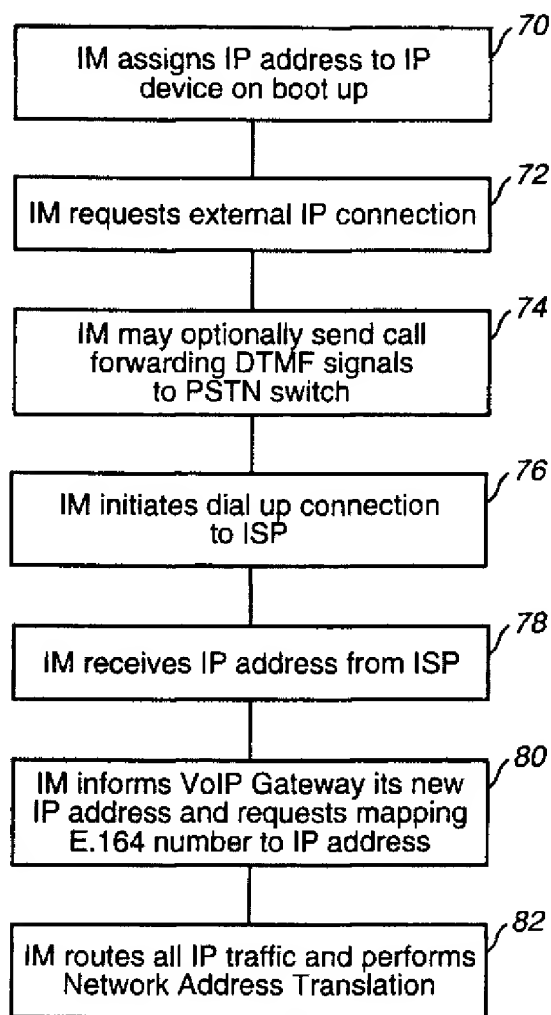 70
IM assigns IP address to IP
device on boot up
72
IM requests external IP connection
74
IM may optionally send call
forwarding DTMF signals
to PSTN switch
76
IM initiates dial up connection
to ISP
78
IM receives IP address from ISP
80
IM informs VoIP Gateway its new
IP address and requests mapping
E.164 number to IP address
82
IM routes all IP traffic and performs
Network Address Translation